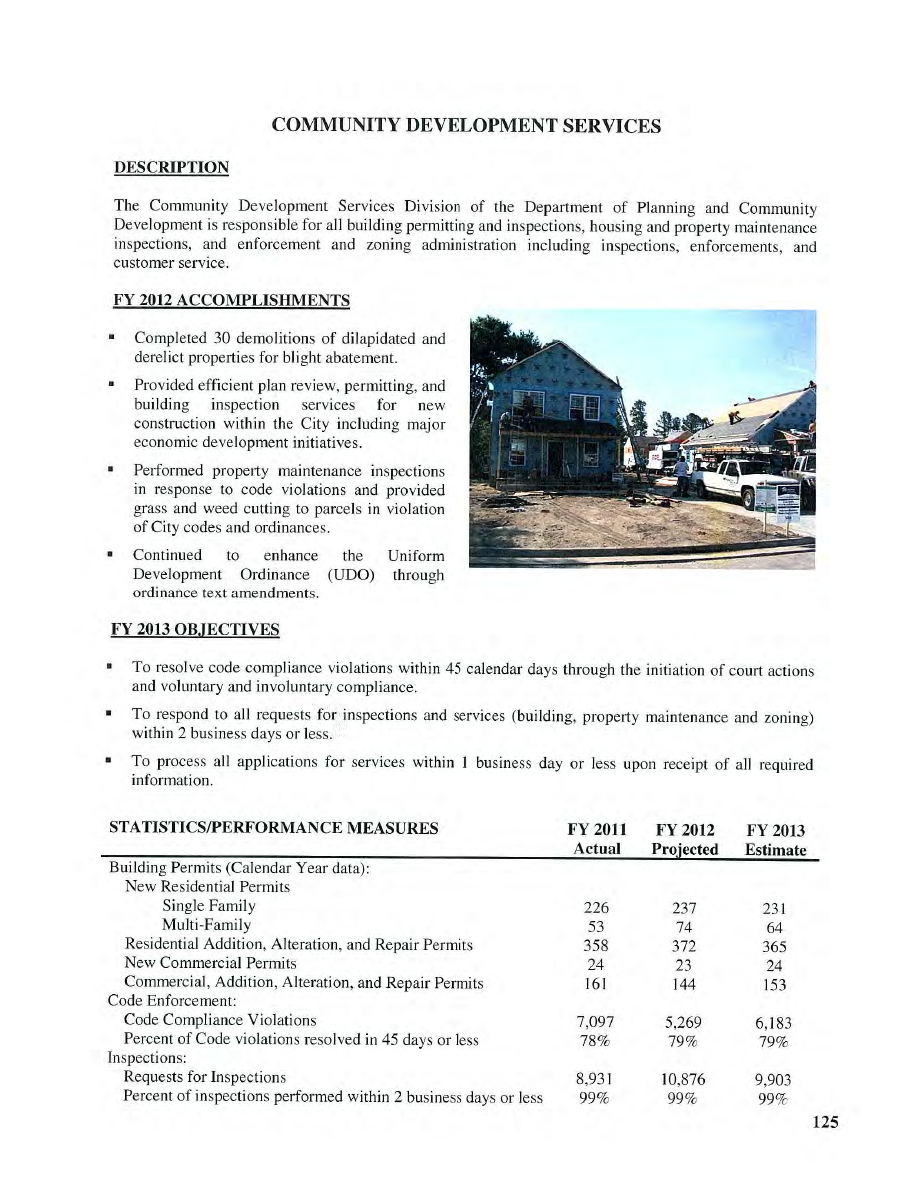 COMMUNITY DEVELOPMENT SERVICES
DESCRIPTION
The Community Development Services Division of the Department of Planning and Community
Development is responsible for all building permitting and inspections, housing and property maintenance
inspections, and enforcement and zoning administration including inspections, enforcements, and
customer service.
FY 2012 ACCOMPLISHMENTS
▪ Completed 30 demolitions of dilapidated and
derelict properties for blight abatement.
▪ Provided efficient plan review, permitting, and
building inspection services for new
construction within the City including major
economic development initiatives.
▪ Performed property maintenance inspections
in response to code violations and provided
grass and weed cutting to parcels in violation
of City codes and ordinances.
▪ Continued to enhance the Uniform
Development Ordinance (UDO) through
ordinance text amendments.
FY 2013 OBJECTIVES
▪ To resolve code compliance violations within 45 calendar days through the initiation of court actions
and voluntary and involuntary compliance.
▪ To respond to all requests for inspections and services (building, property maintenance and zoning)
within 2 business days or less.
▪ To process all applications for services within 1 business day or less upon receipt of all required
information.
STATISTICS/PERFORMANCE MEASURES FY 2011 FY 2012 FY 2013
Actual Projected Estimate
Building Permits (Calendar Year data):
New Residential Permits
Single Family 226 237 231
Multi-Family 53 74 64
Residential Addition, Alteration, and Repair Permits 358 372 365
New Commercial Permits 24 23 24
Commercial, Addition, Alteration, and Repair Permits 161 144 153
Code Enforcement:
Code Compliance Violations 7,097 5,269 6,183
Percent of Code violations resolved in 45 days or less 78% 79% 79%
Inspections:
Requests for Inspections 8,931 10,876 9,903
Percent of inspections performed within 2 business days or less 99% 99% 99%
125